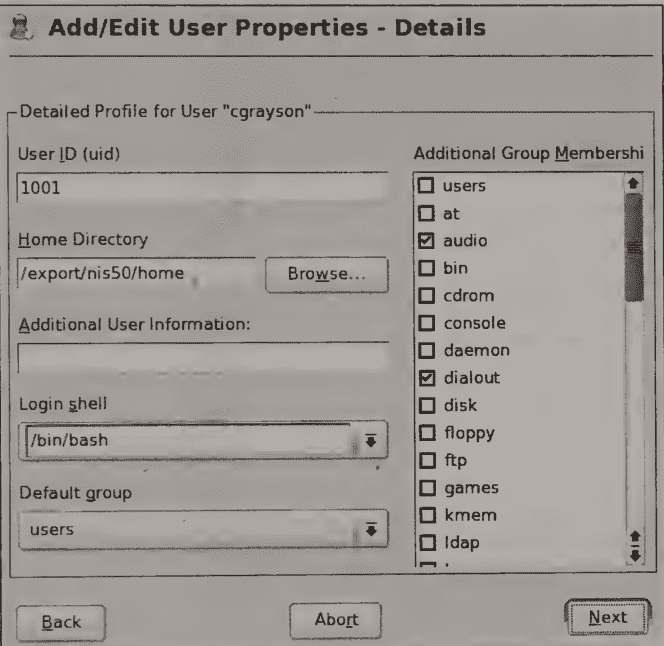 Add/Edit User Properties - Details
Detailed Profile for User "cgrayson"
User ID (uid)
1001
Home Directory
/export/nis50/home
Browse...
Additional User Information:
Login shell
/bin/bash
Default group
users
Additional Group Membershi
users
at
audio
bin
cdrom
console
daemon
dialout
disk
floppy
ftp
games
kmem
ldap
Back
Abort
Next